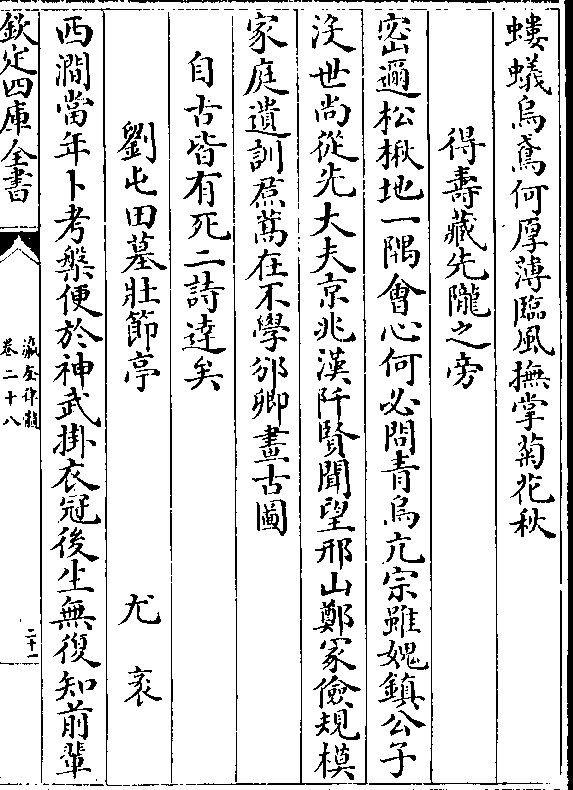 螻蟻烏鳶何厚薄臨風撫掌菊花秋
得壽藏先隴之旁
密邇松楸地一隅會心何必問青烏亢宗雖媿鎮公子
沒世尚從先大夫京兆漢阡賢聞望邢山鄭冢儉規模
家庭遺訓焄蒿在不學邠卿畫古圖
自古皆有死二詩達矣
劉屯田墓壯節亭 尤袤
西澗當年卜考槃便於神武掛衣冠後生無復知前輩
欽定四庫全書
瀛奎律髓
卷二十八
二十一